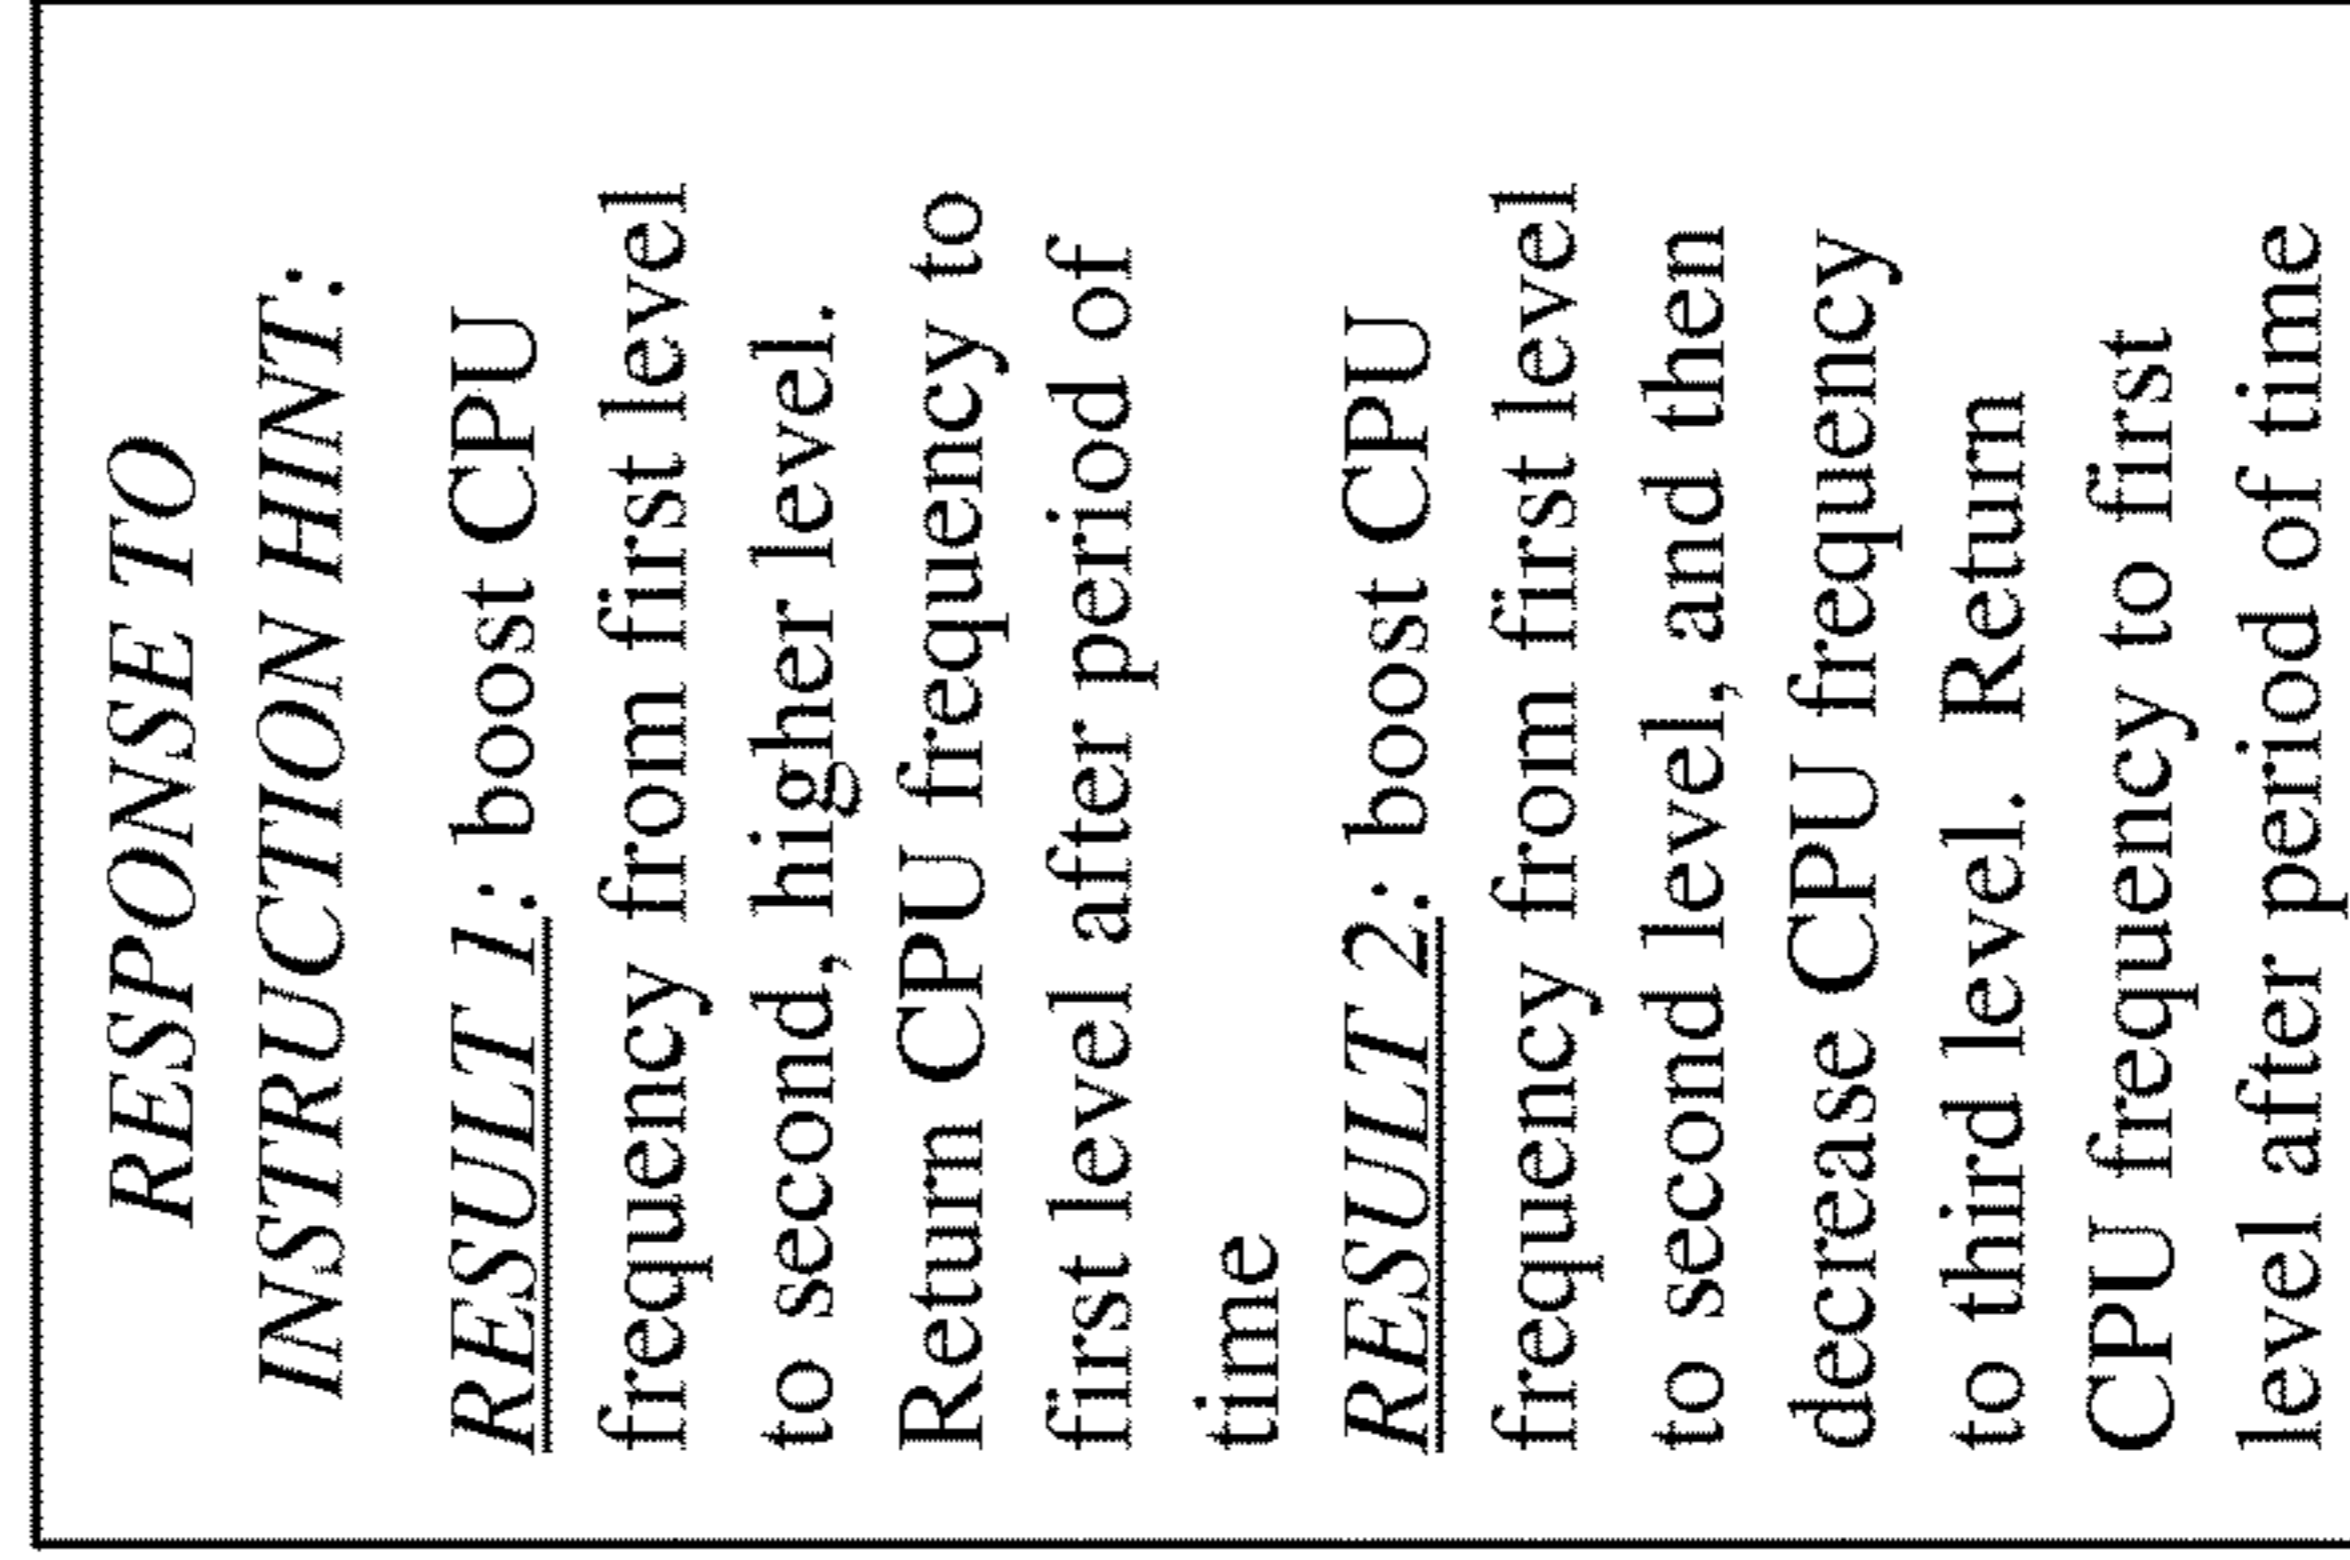 RESPONSE TO
INSTRUCTION HINT:
RESULT 1: boost CPU
frequency from first level
to second, higher level.
Return CPU frequency to
first level after period of
time
RESULT 2: boost CPU
frequency from first level
to second level, and then
decrease CPU frequency
to third level. Return
CPU frequency to first
level after period of time